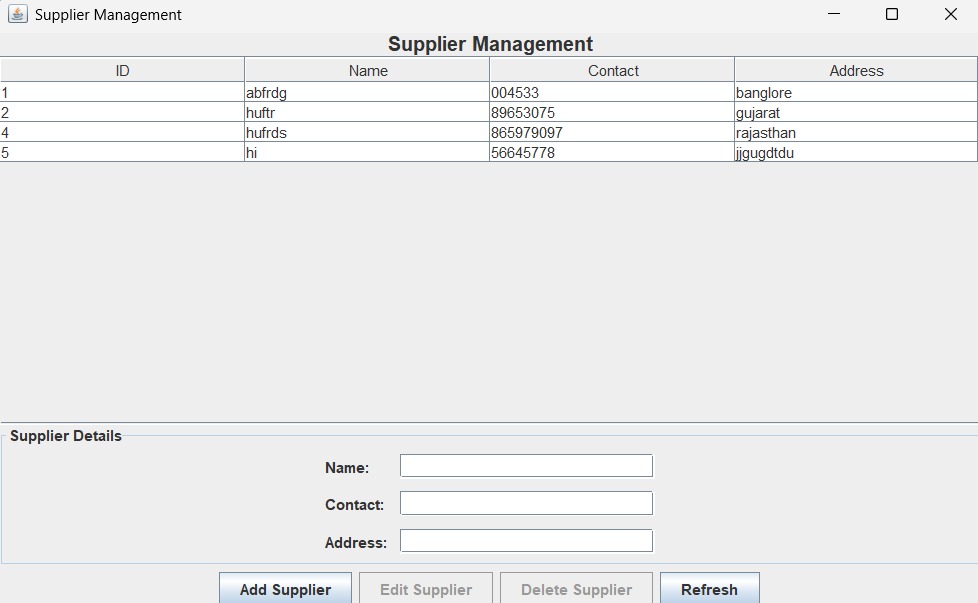 Supplier Management
Supplier Management
ID Name Contact Address
1 abfrdg 004533 banglore
2 huftr 89653075 gujarat
4 hufrds 865979097 rajasthan
5 hi 56645778 jjgugdtdu
Supplier Details
Name:
Contact:
Address:
Add Supplier Edit Supplier Delete Supplier Refresh